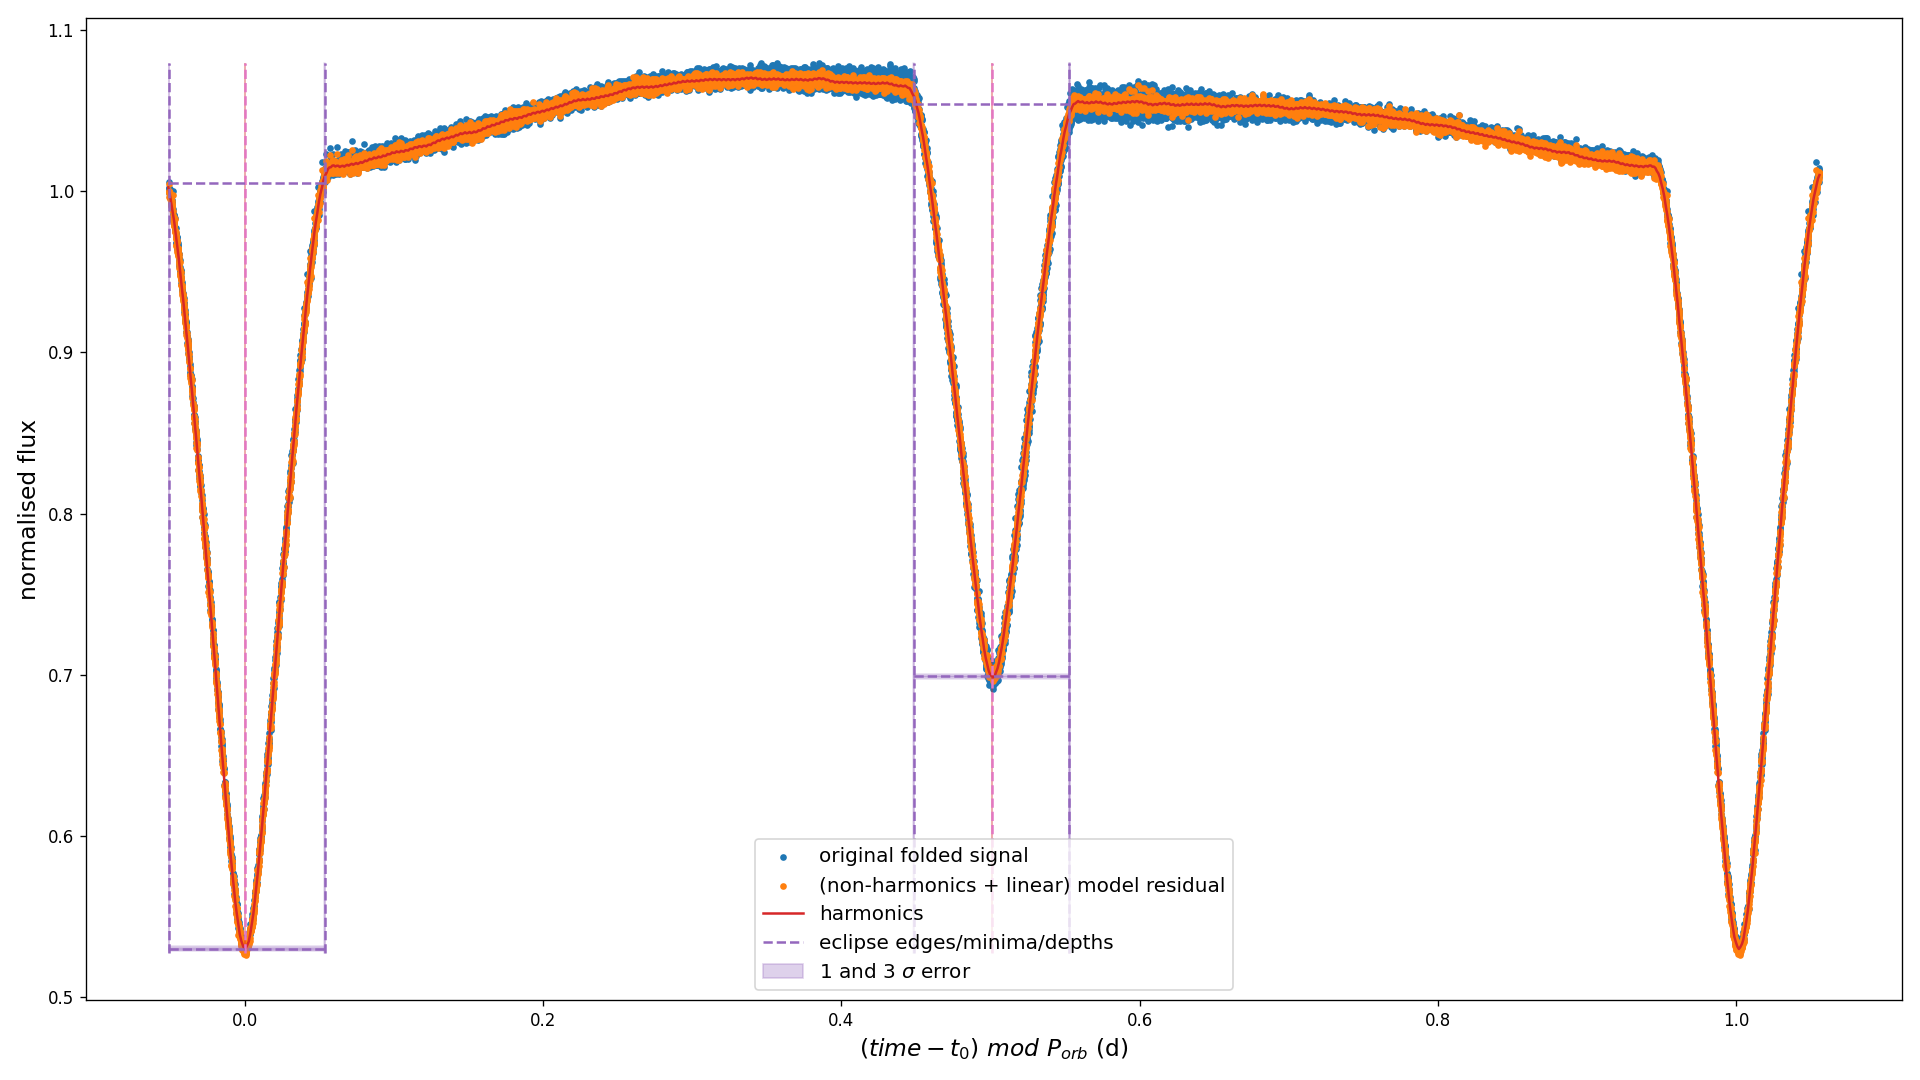 1.1
1.0
0.9
0.8
0.7
0.6
0.5
normalised flux
original folded signal
(non-harmonics + linear) model residual
harmonics
eclipse edges/minima/depths
1 and 3 σ error
0.0 0.2 0.4 0.6 0.8 1.0
(time − t₀) mod Pₒᵣb (d)